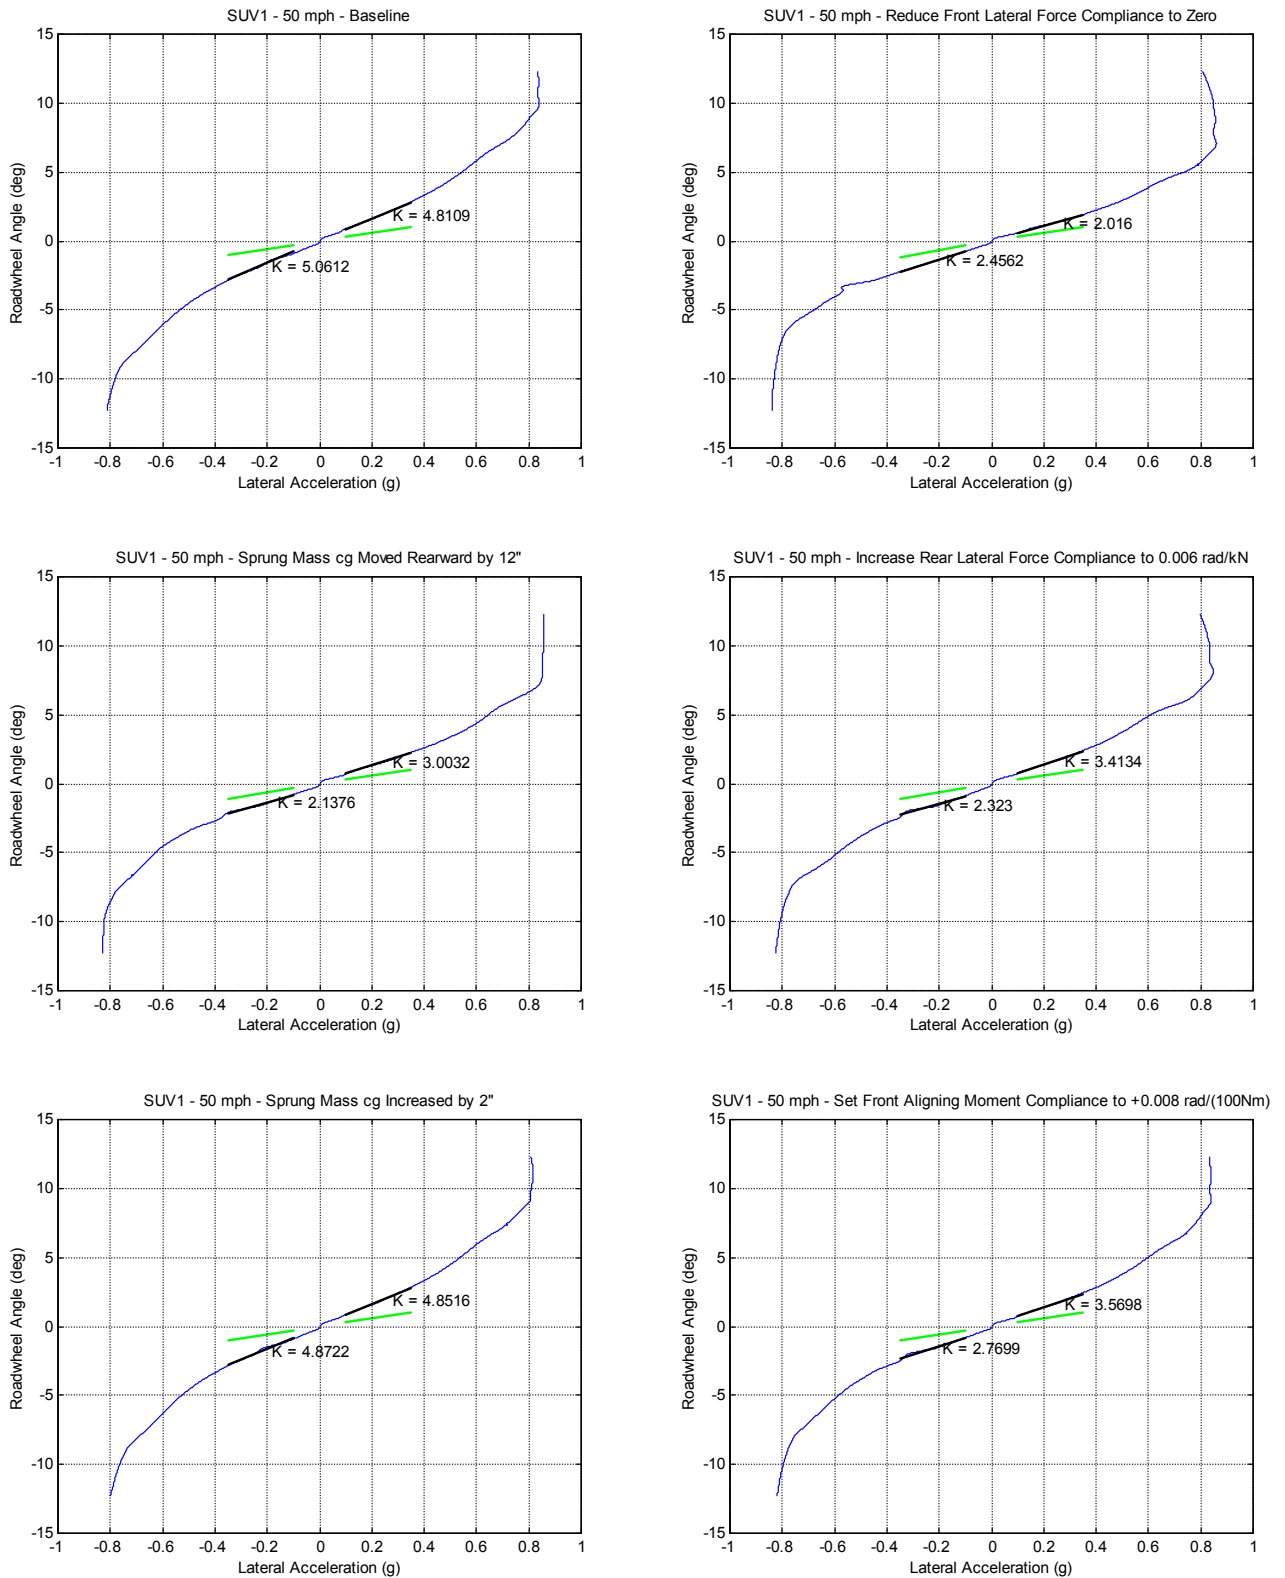 SUV1 - 50 mph - Baseline
15
10
5
0
-5
-10
-15
Roadwheel Angle (deg)
K = 4.8109
K = 5.0612
-1 -0.8 -0.6 -0.4 -0.2 0 0.2 0.4 0.6 0.8 1
Lateral Acceleration (g)
SUV1 - 50 mph - Reduce Front Lateral Force Compliance to Zero
15
10
5
0
-5
-10
-15
Roadwheel Angle (deg)
K = 2.016
K = 2.4562
-1 -0.8 -0.6 -0.4 -0.2 0 0.2 0.4 0.6 0.8 1
Lateral Acceleration (g)
SUV1 - 50 mph - Sprung Mass cg Moved Rearward by 12"
15
10
5
0
-5
-10
-15
Roadwheel Angle (deg)
K = 3.0032
K = 2.1376
-1 -0.8 -0.6 -0.4 -0.2 0 0.2 0.4 0.6 0.8 1
Lateral Acceleration (g)
SUV1 - 50 mph - Increase Rear Lateral Force Compliance to 0.006 rad/kN
15
10
5
0
-5
-10
-15
Roadwheel Angle (deg)
K = 3.4134
K = 2.323
-1 -0.8 -0.6 -0.4 -0.2 0 0.2 0.4 0.6 0.8 1
Lateral Acceleration (g)
SUV1 - 50 mph - Sprung Mass cg Increased by 2"
15
10
5
0
-5
-10
-15
Roadwheel Angle (deg)
K = 4.8516
K = 4.8722
-1 -0.8 -0.6 -0.4 -0.2 0 0.2 0.4 0.6 0.8 1
Lateral Acceleration (g)
SUV1 - 50 mph - Set Front Aligning Moment Compliance to +0.008 rad/(100Nm)
15
10
5
0
-5
-10
-15
Roadwheel Angle (deg)
K = 3.5698
K = 2.7699
-1 -0.8 -0.6 -0.4 -0.2 0 0.2 0.4 0.6 0.8 1
Lateral Acceleration (g)